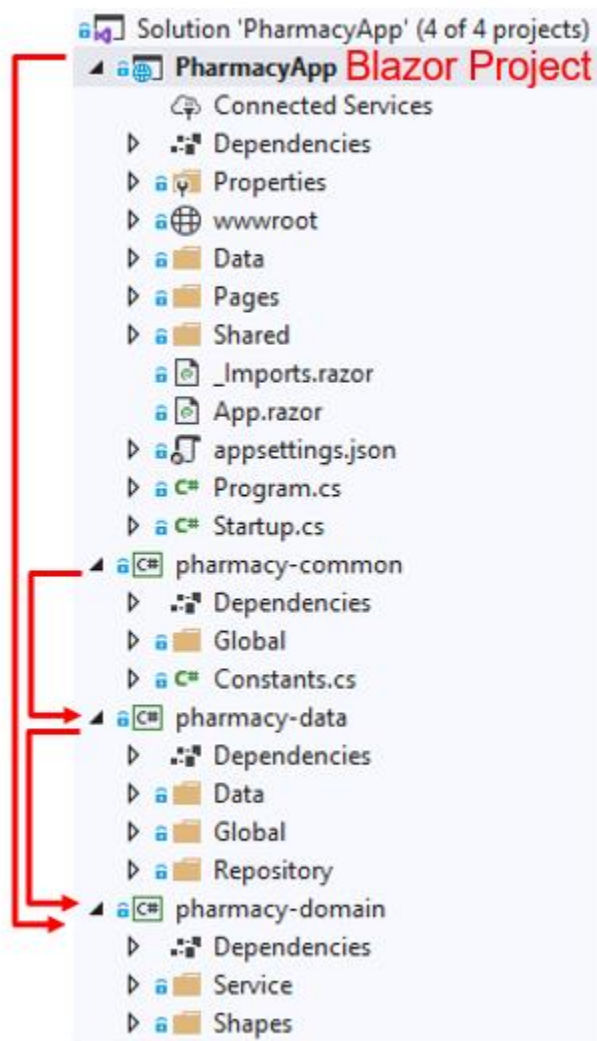 Solution 'PharmacyApp' (4 of 4 projects)
PharmacyApp Blazor Project
Connected Services
Dependencies
Properties
wwwroot
Data
Pages
Shared
_Imports.razor
App.razor
appsettings.json
C# Program.cs
C# Startup.cs
C# pharmacy-common
Dependencies
Global
C# Constants.cs
C# pharmacy-data
Dependencies
Data
Global
Repository
C# pharmacy-domain
Dependencies
Service
Shapes